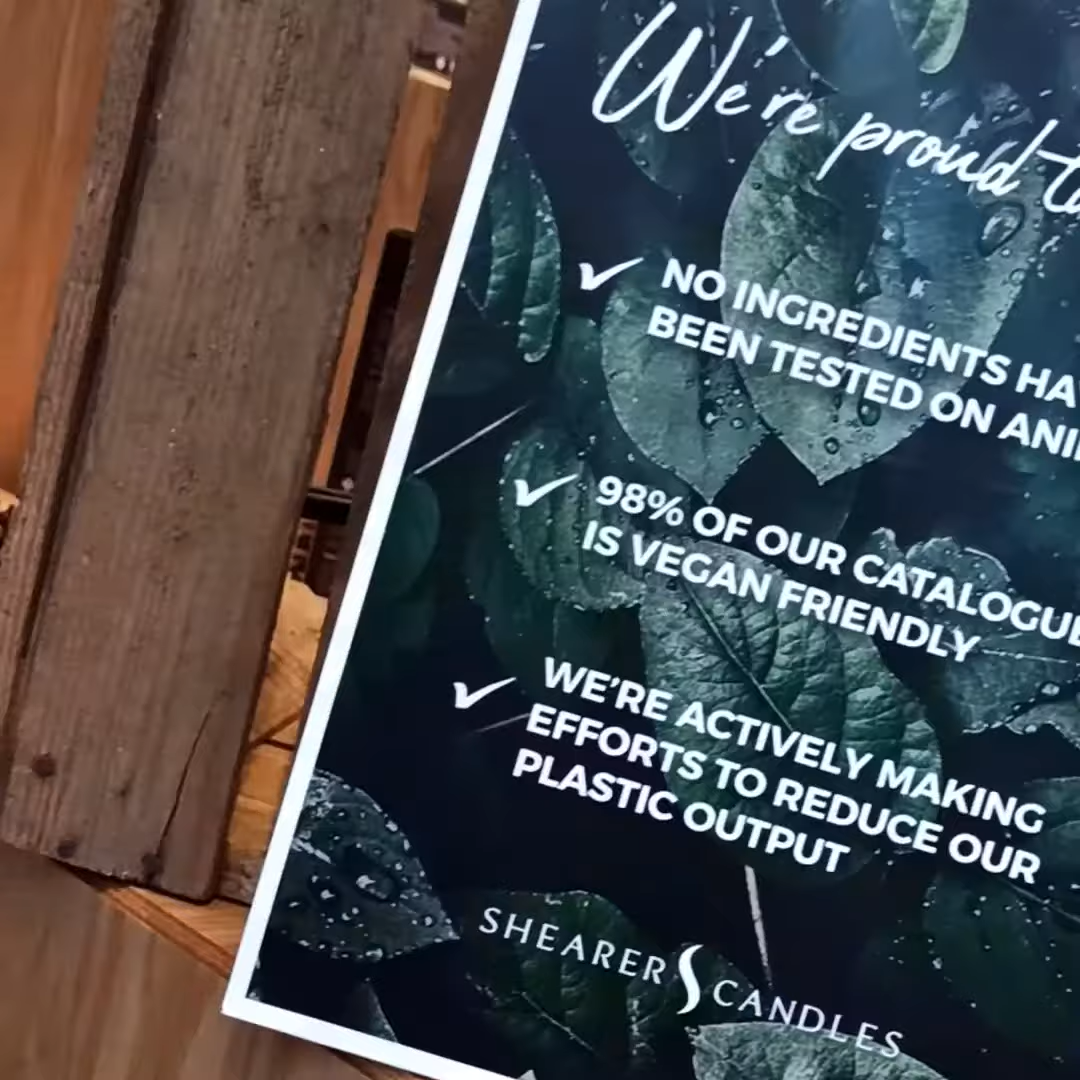 We're proud
NO INGREDIENTS
BEEN TESTED ON
98% OF OUR CATALOGUE
IS VEGAN FRIENDLY
WE'RE ACTIVELY MAKING
EFFORTS TO REDUCE OUR
PLASTIC OUTPUT
SHEARER CANDLES